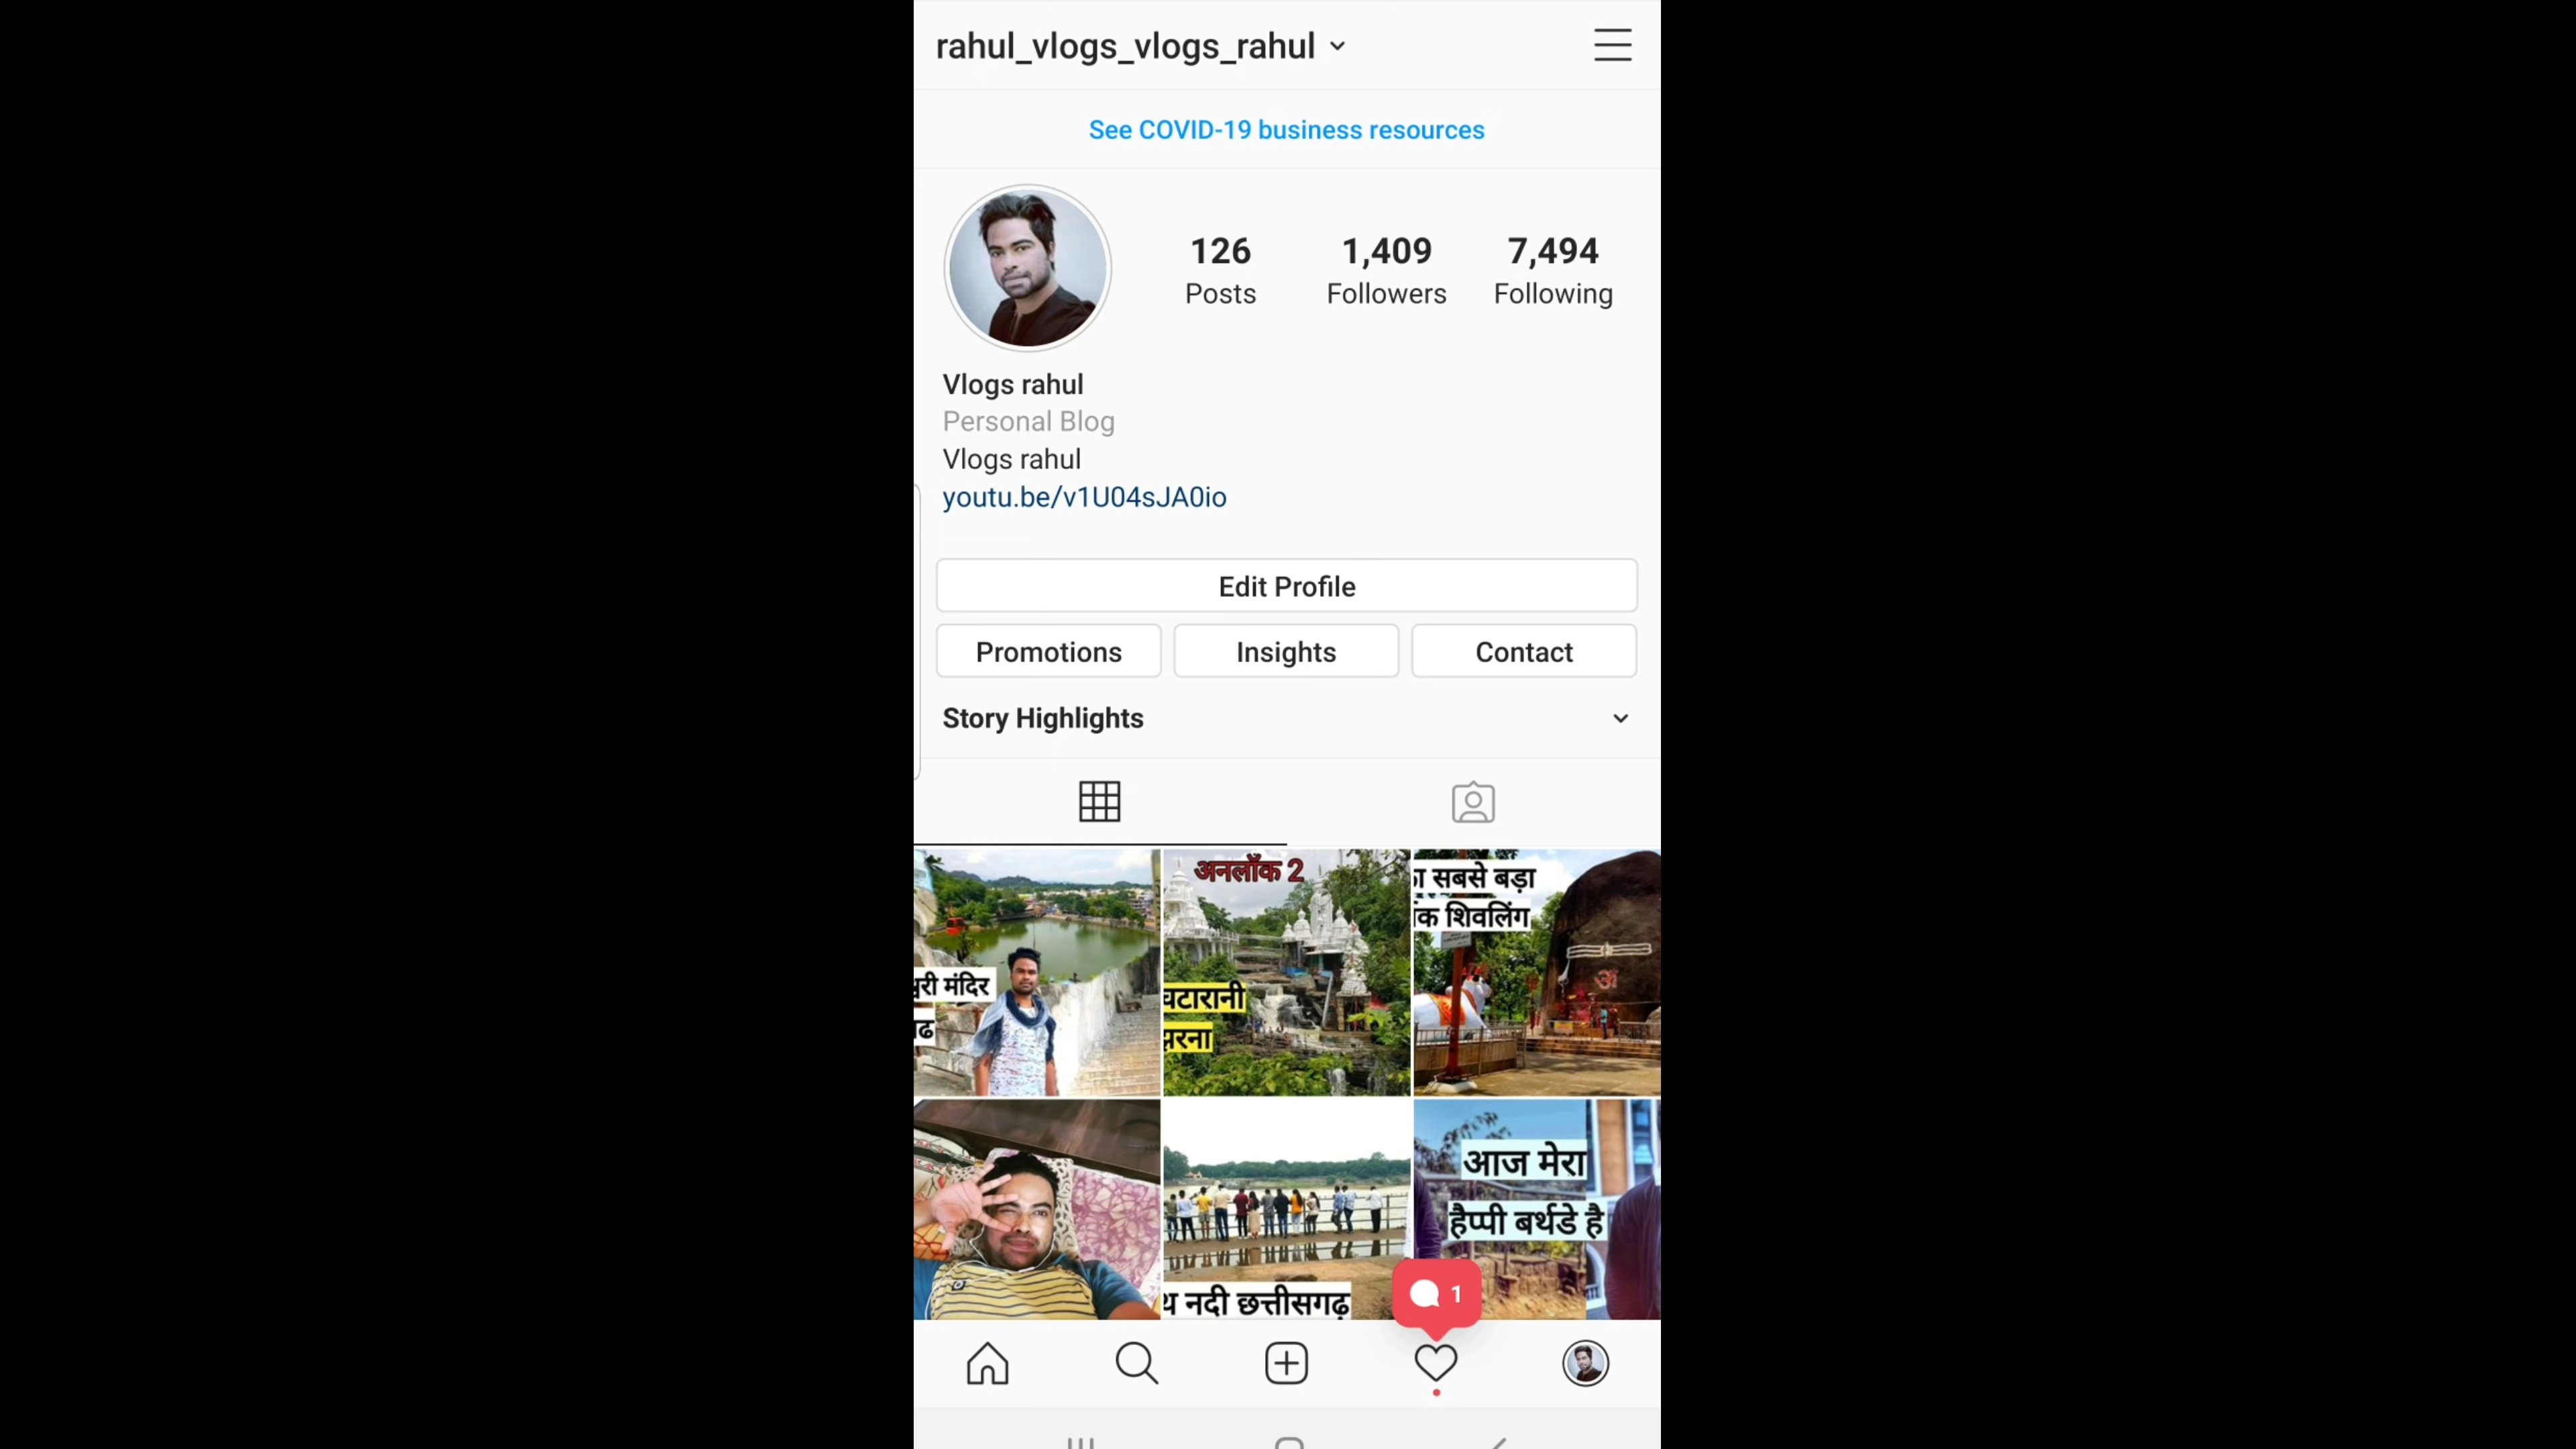 rahul_vlogs_vlogs_rahul
See COVID-19 business resources
126
1,409
7,494
Posts
Followers
Following
Vlogs rahul
Personal Blog
Vlogs rahul
youtu.be/v1U04sJA0io
Edit Profile
Promotions
Insights
Contact
Story Highlights
मंदिर
अनलॉक 2
सबसे बड़ा
शिवलिंग
अ
आज मेरा
हैप्पी बर्थडे है
नदी छत्तीसगढ़
1